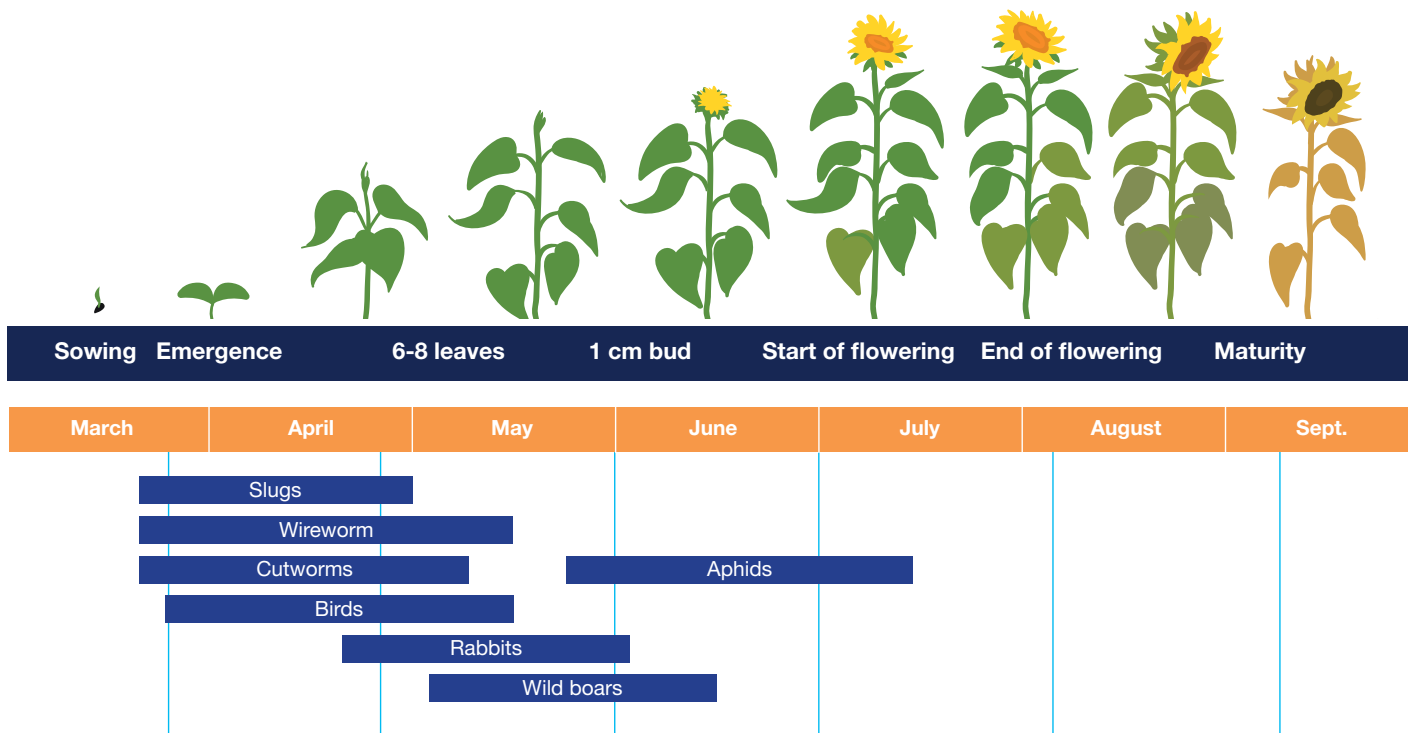 Sowing Emergence 6-8 leaves 1 cm bud Start of flowering End of flowering Maturity
March April May June July August Sept.
Slugs
Wireworm
Cutworms Aphids
Birds
Rabbits
Wild boars